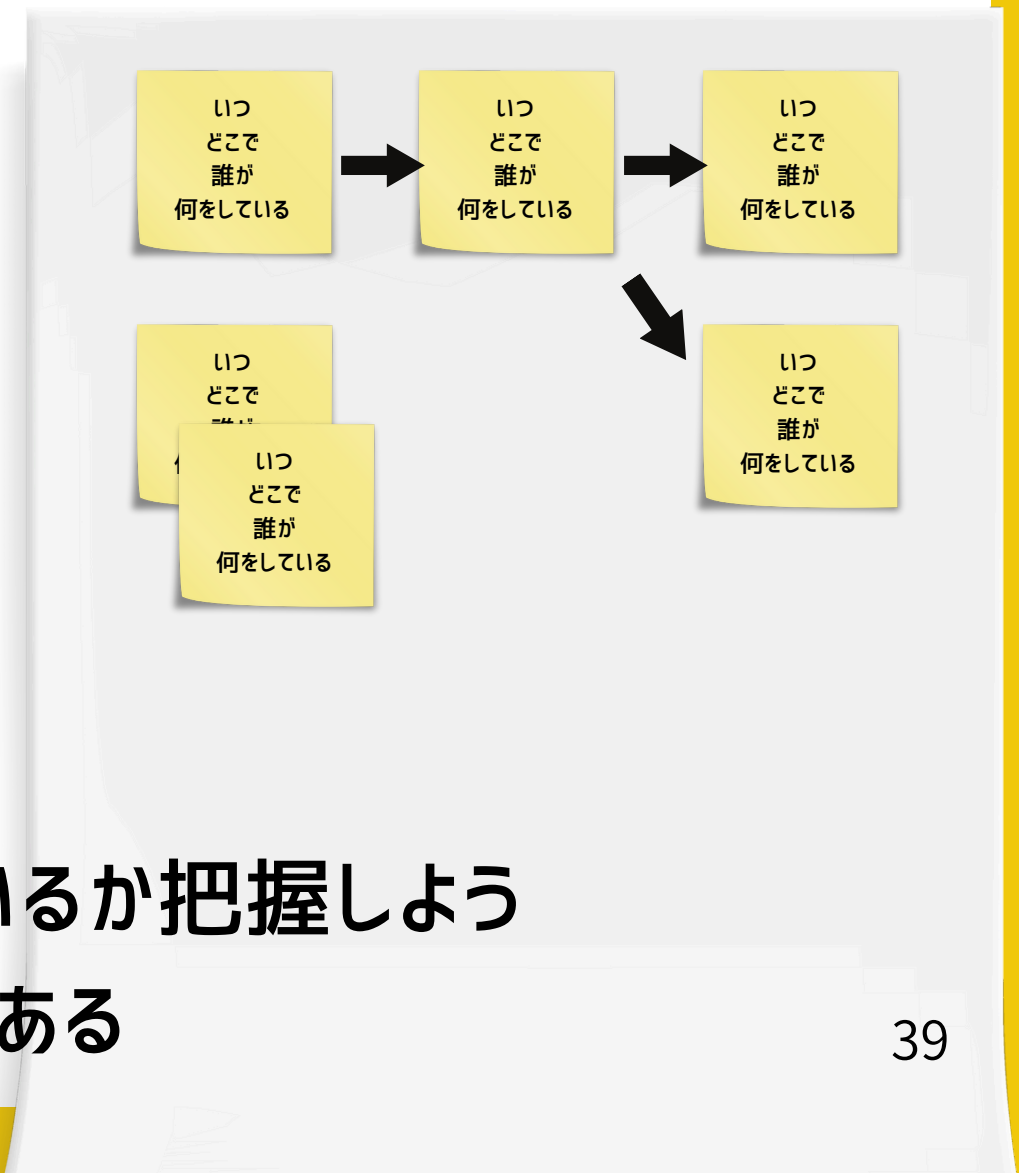 いつ
どこで
誰が
何をしている
いつ
どこで
誰が
何をしている
いつ
どこで
誰が
何をしている
いつ
どこで
いつ
どこで
誰が
何をしている
いつ
どこで
誰が
何をしている
いるか把握しよう
ある
39